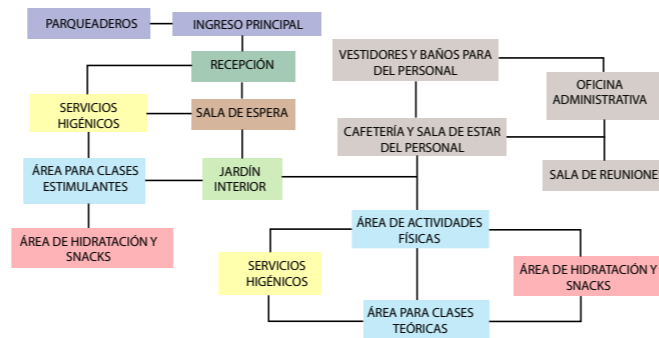 PARQUEADEROS
INGRESO PRINCIPAL
RECEPCIÓN
VESTIDORES Y BAÑOS PARA
DEL PERSONAL
OFICINA
ADMINISTRATIVA
SERVICIOS
HIGÉNICOS
SALA DE ESPERA
CAFETERÍA Y SALA DE ESTAR
DEL PERSONAL
ÁREA PARA CLASES
ESTIMULANTES
JARDÍN
INTERIOR
SALA DE REUNIONES
ÁREA DE HIDRATACIÓN Y
SNACKS
ÁREA DE ACTIVIDADES
FÍSICAS
SERVICIOS
HIGÉNICOS
ÁREA DE HIDRATACIÓN Y
SNACKS
ÁREA PARA CLASES
TEÓRICAS